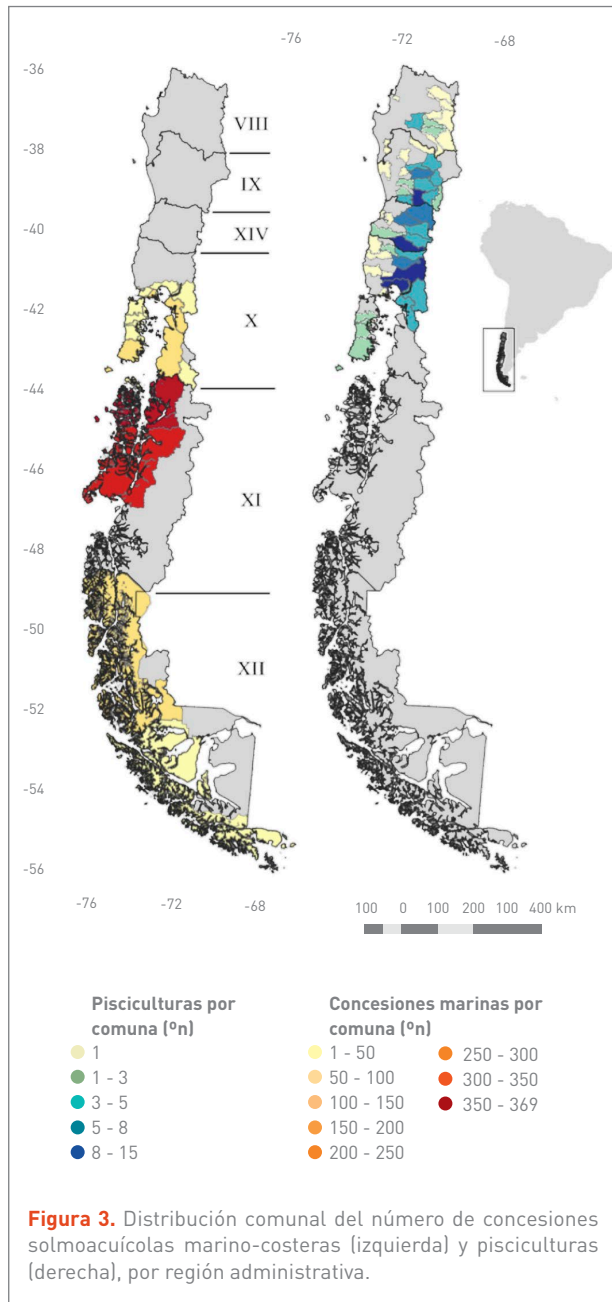 -76 -72 -68
-36
-38
-40
-42
-44
-46
-48
-50
-52
-54
-56
VIII
IX
XIV
X
XI
XII
-76 -72 -68
100 0 100 200 300 400 km
Pisciculturas por
comuna (ºn)
1
1 - 3
3 - 5
5 - 8
8 - 15
Concesiones marinas por
comuna (ºn)
1 - 50
50 - 100
100 - 150
150 - 200
200 - 250
250 - 300
300 - 350
350 - 369
Figura 3. Distribución comunal del número de concesiones
solmoacuícolas marino-costeras (izquierda) y pisciculturas
(derecha), por región administrativa.